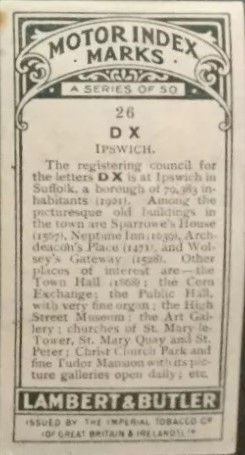 MOTOR INDEX
MARKS
A SERIES OF 50
26
DX
IPSWICH.
The registering council for
the letters DX is at Ipswich in
Suffolk, a borough of 79,383 in-
habitants (1921). Among the
picturesque old buildings in
the town are Sparrowe's House
(1567), Neptune Inn (1639), Arch-
deacon's Place (1471), and Wol-
sey's Gateway (1528). Other
places of interest are—the
Town Hall (1868); the Corn
Exchange; the Public Hall,
with very fine organ; the High
Street Museum; the Art Gal-
lery; churches of St. Mary le-
Tower, St. Mary Quay and St.
Peter; Christ Church Park and
fine Tudor Mansion with its pic-
ture galleries open daily; etc.
LAMBERT & BUTLER
ISSUED BY THE IMPERIAL TOBACCO CO
(OF GREAT BRITAIN & IRELAND) LTD